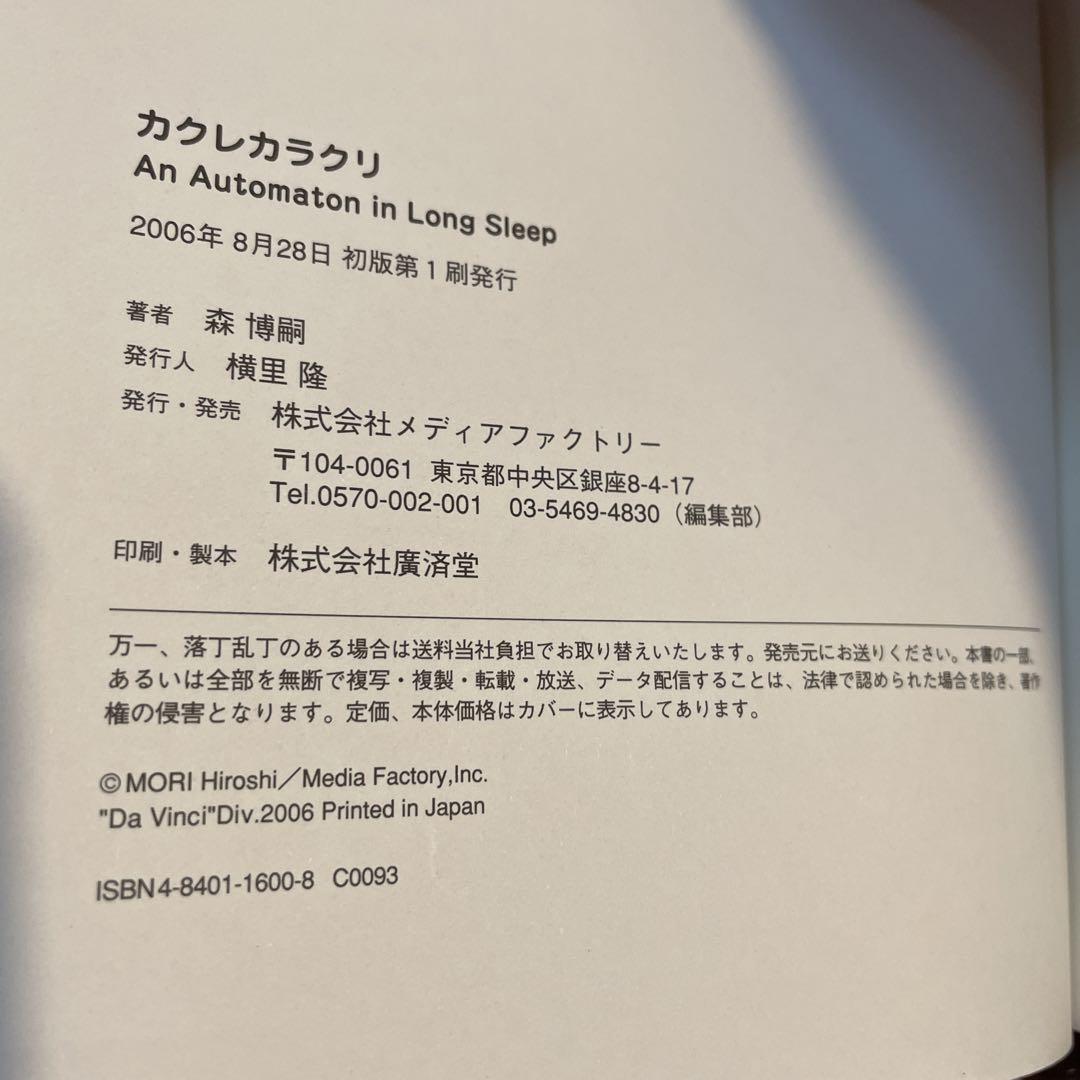 カクレカラクリ
An Automaton in Long Sleep
2006年 8月28日 初版第1刷発行
著者 森 博嗣
発行人 横里 隆
発行・発売 株式会社メディアファクトリー
〒104-0061 東京都中央区銀座8-4-17
Tel.0570-002-001 03-5469-4830（編集部）
印刷・製本 株式会社廣済堂
万一、落丁乱丁のある場合は送料当社負担でお取り替えいたします。発売元にお送りください。本書の一部、
あるいは全部を無断で複写・複製・転載・放送、データ配信することは、法律で認められた場合を除き、著作
権の侵害となります。定価、本体価格はカバーに表示してあります。
©MORI Hiroshi／Media Factory,Inc.
"Da Vinci"Div.2006 Printed in Japan
ISBN4-8401-1600-8 C0093